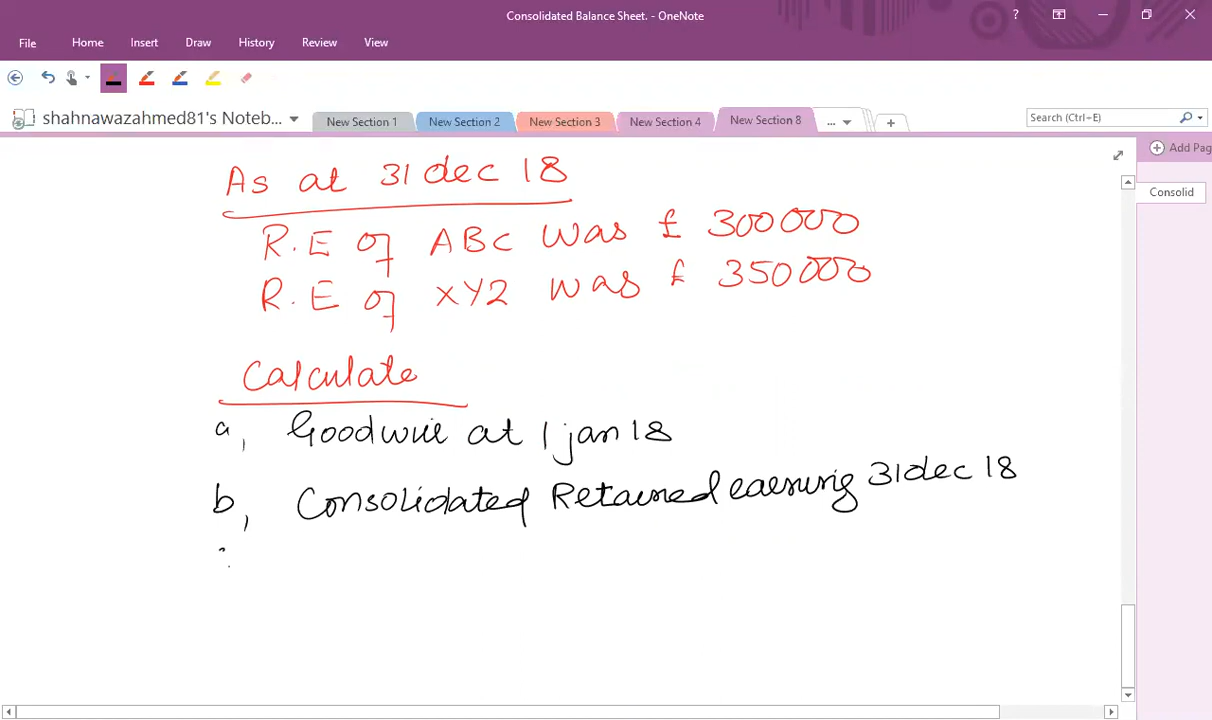 Consolidated Balance Sheet. - OneNote
?
File Home Insert Draw History Review View
shahnawazahmed81's Noteb... New Section 1 New Section 2 New Section 3 New Section 4 New Section 8 ... Search (Ctrl+E)
Add Pag
Consolid
As at 31 dec 18
R.E of ABC was £ 300000
R.E of XYZ was £ 350000
Calculate
a, Goodwill at 1 jan 18
b, Consolidated Retained earning 31 dec 18